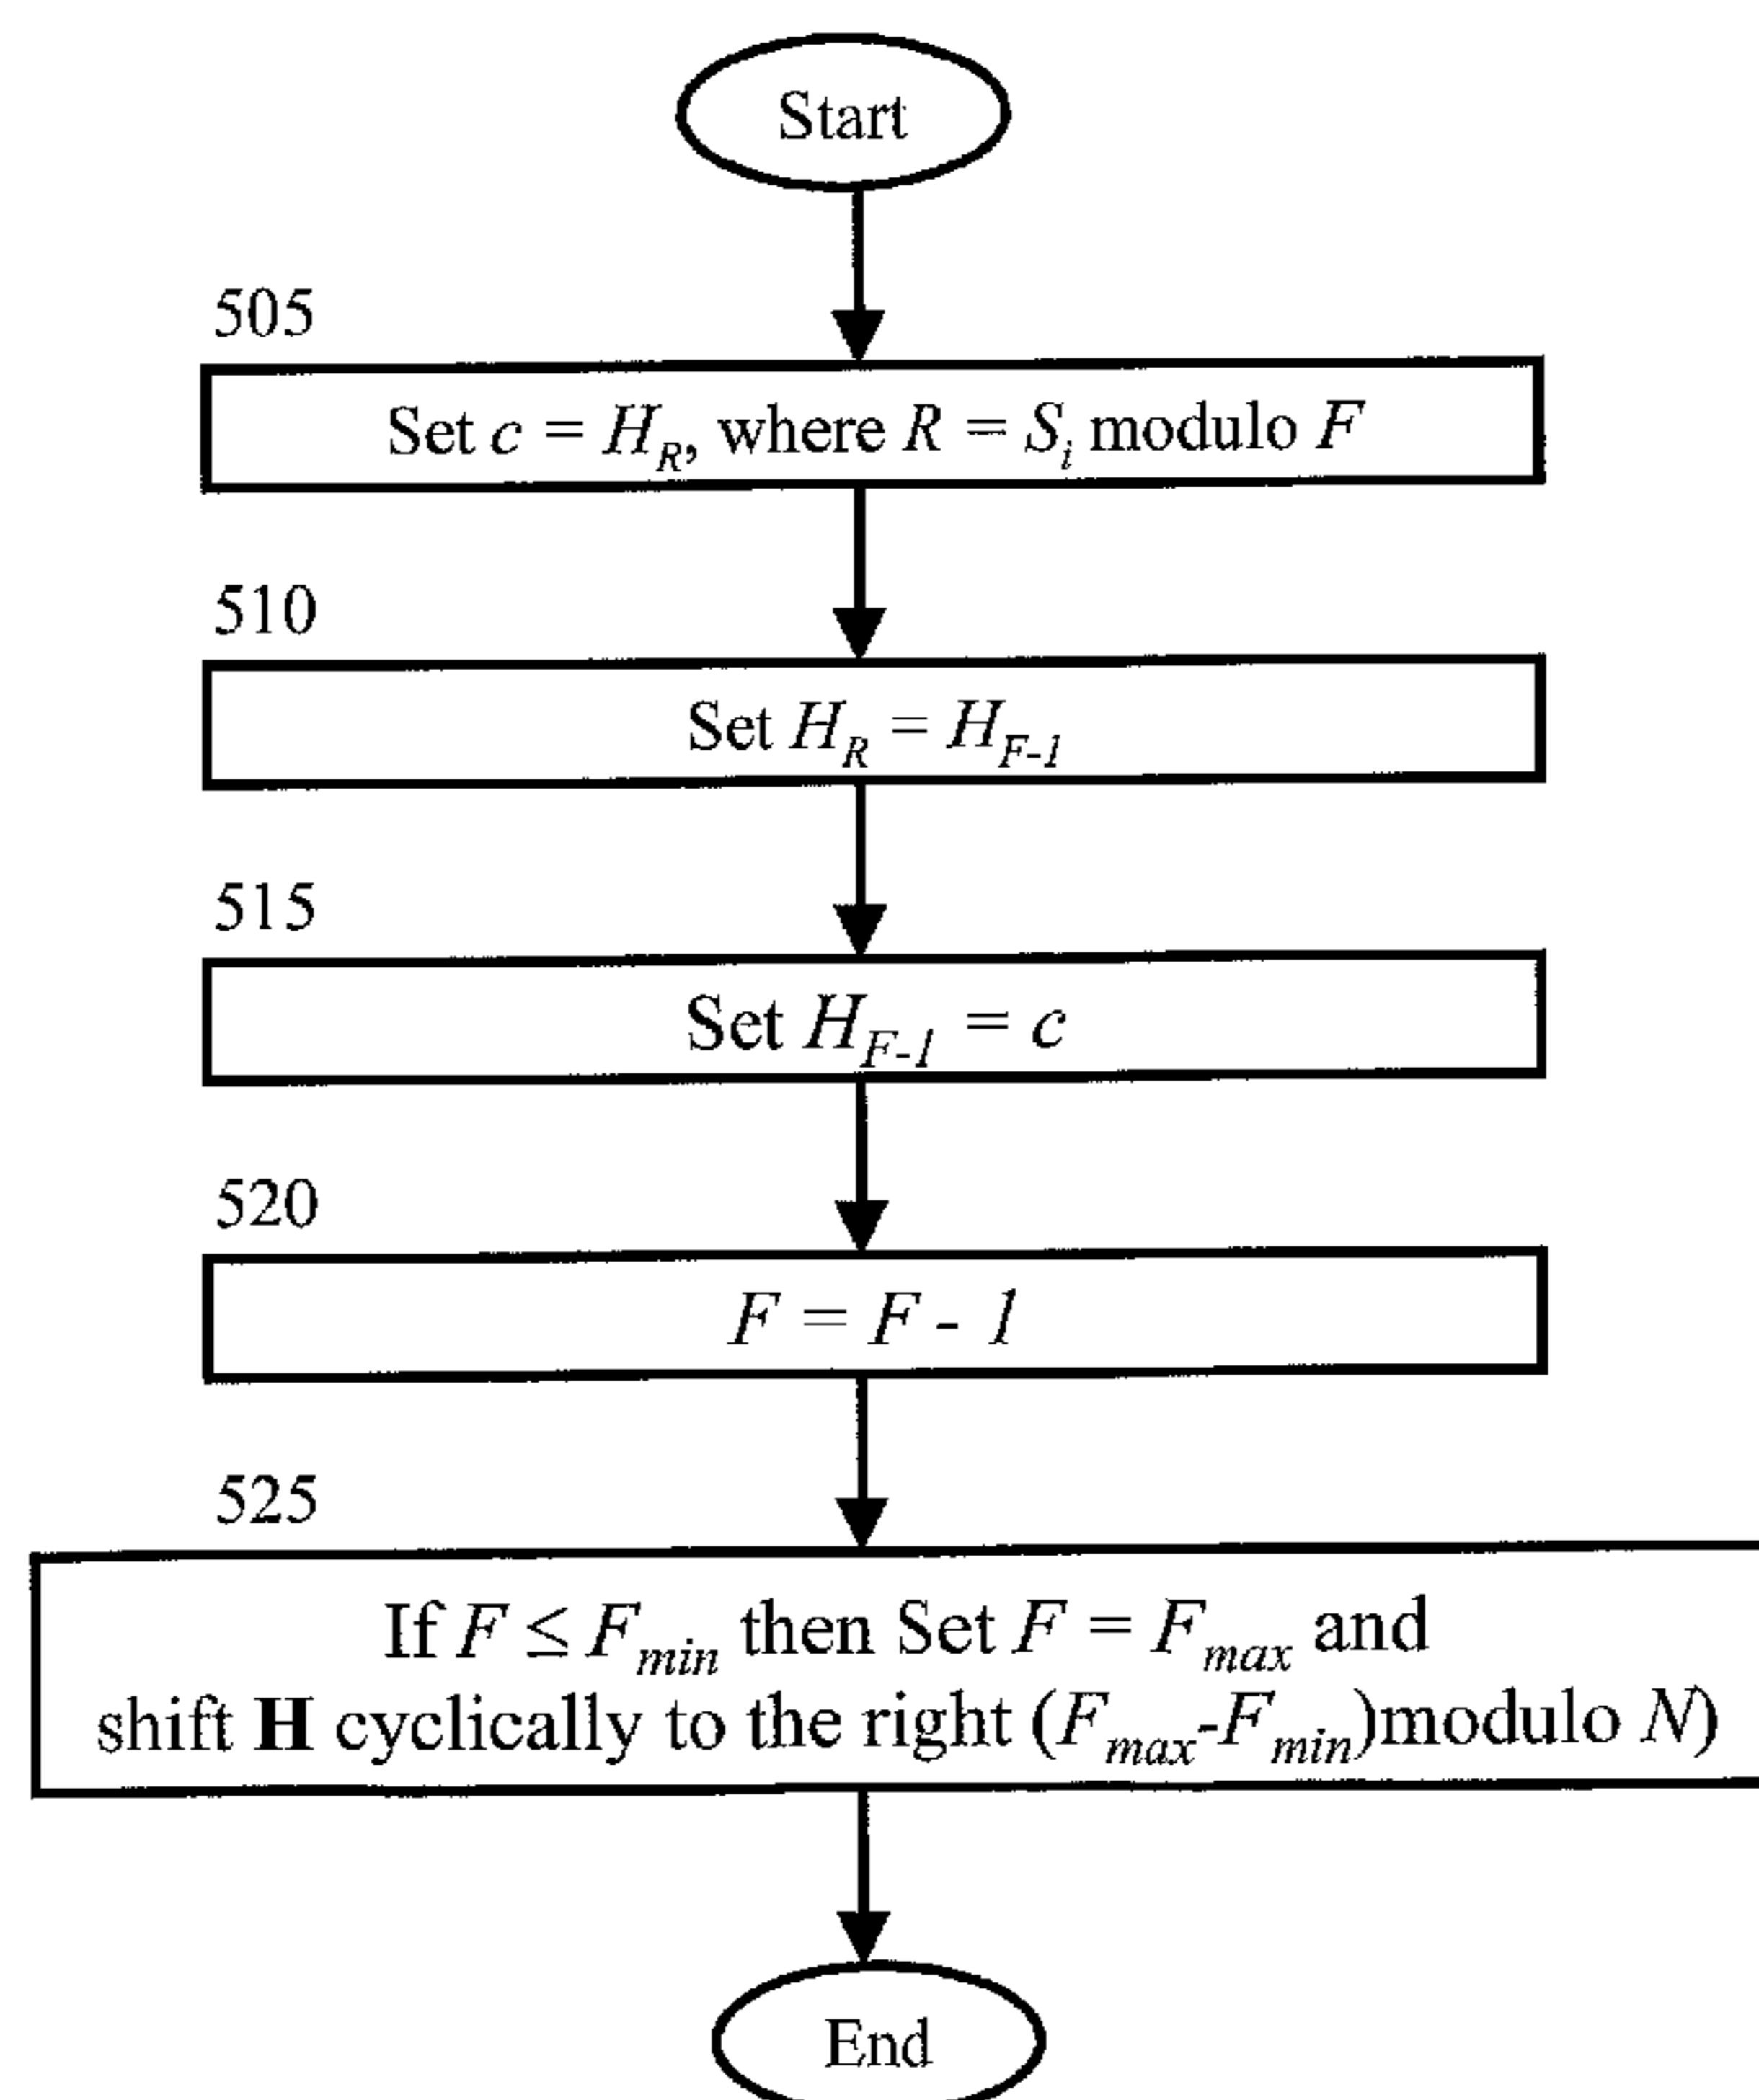 Start
505
Set c = H_R, where R = S_i modulo F
510
Set H_R = H_F-1
515
Set H_F-1 = c
520
F = F - 1
525
If F ≤ F_min then Set F = F_max and
shift H cyclically to the right (F_max-F_min)modulo N)
End